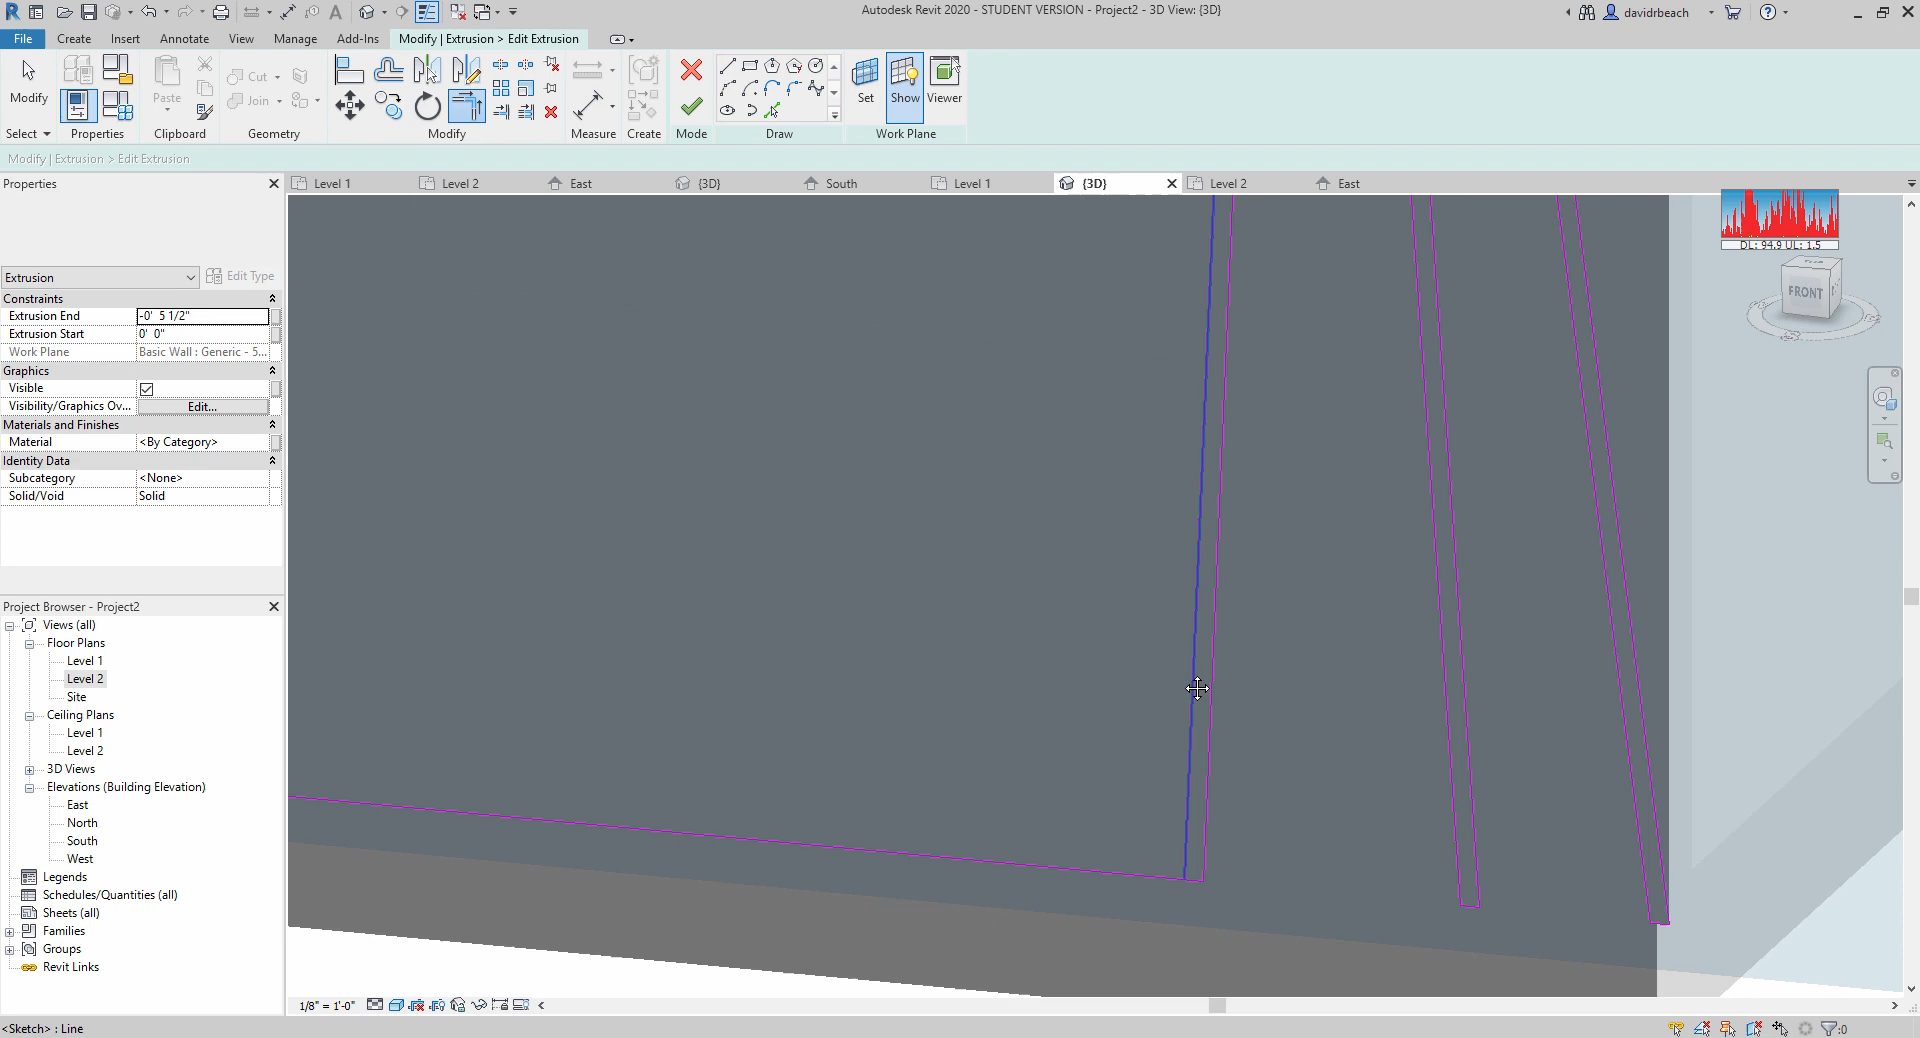 Autodesk Revit 2020 - STUDENT VERSION - Project2 - 3D View: {3D}
davidrbeach
File
Create
Insert
Annotate
View
Manage
Add-Ins
Modify | Extrusion > Edit Extrusion
Modify
Paste
Cut
Join
Set
Show
Viewer
Select
Properties
Clipboard
Geometry
Modify
Measure
Create
Mode
Draw
Work Plane
Modify | Extrusion > Edit Extrusion
Properties
Level 1
Level 2
East
{3D}
South
Level 1
{3D}
Level 2
East
DL: 94.9 UL: 1.5
FRONT
Extrusion
Edit Type
Constraints
Extrusion End -0' 5 1/2"
Extrusion Start 0' 0"
Work Plane Basic Wall : Generic - 5...
Graphics
Visible
Visibility/Graphics Ov... Edit...
Materials and Finishes
Material <By Category>
Identity Data
Subcategory <None>
Solid/Void Solid
Project Browser - Project2
Views (all)
Floor Plans
Level 1
Level 2
Site
Ceiling Plans
Level 1
Level 2
3D Views
Elevations (Building Elevation)
East
North
South
West
Legends
Schedules/Quantities (all)
Sheets (all)
Families
Groups
Revit Links
1/8" = 1'-0"
<Sketch> : Line
:0